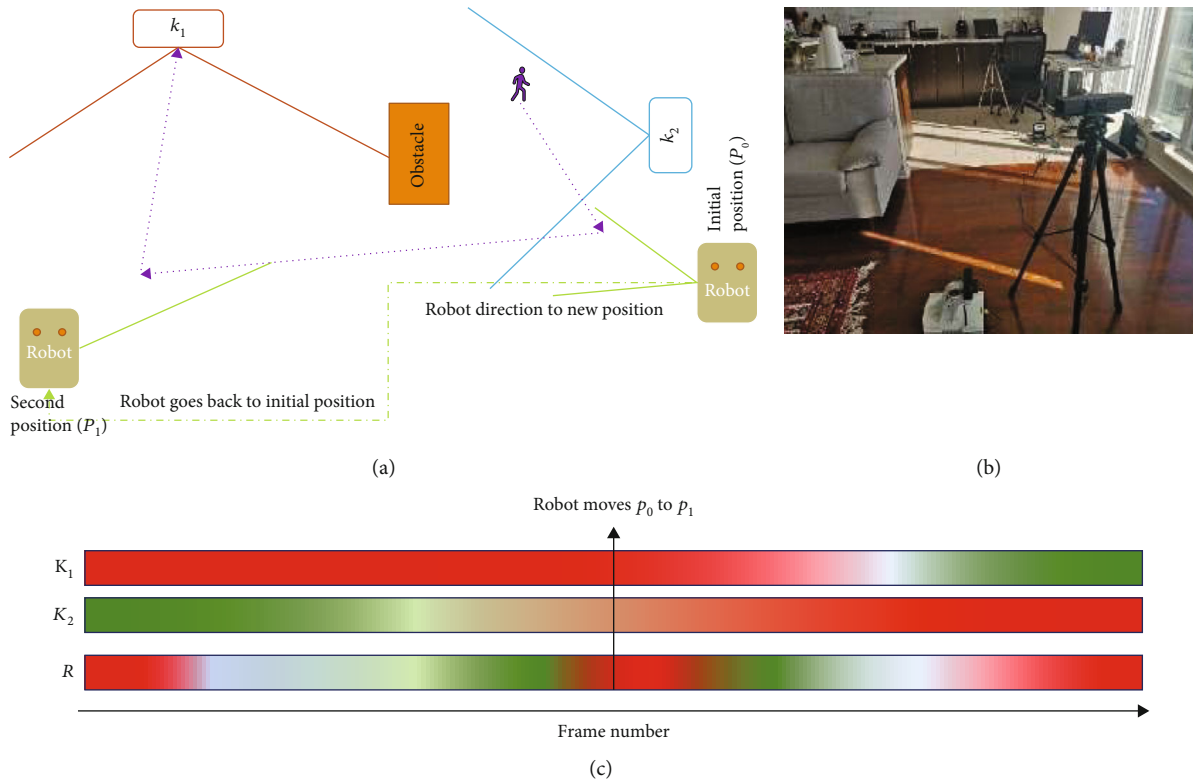 k1
k2
Obstacle
Initial
position (P0)
Robot
Robot direction to new position
Robot
Second
position (P1)
Robot goes back to initial position
(a)
(b)
Robot moves p0 to p1
K1
K2
R
Frame number
(c)